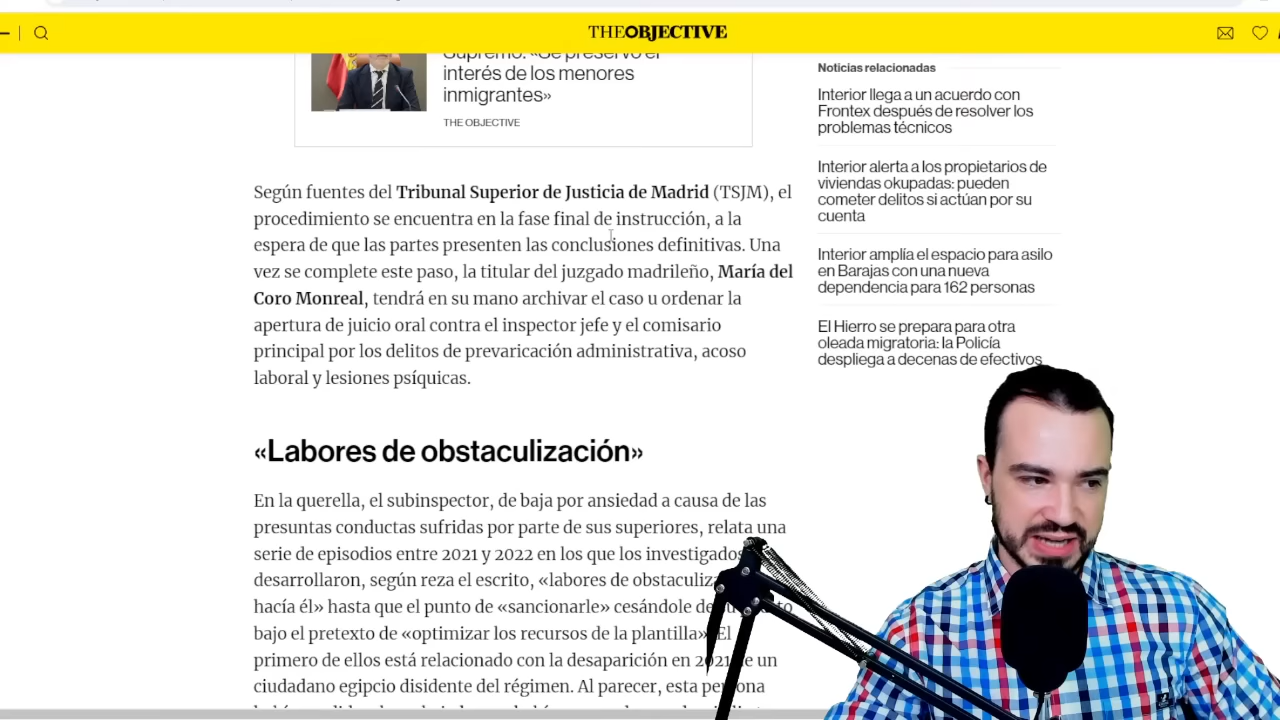 THE OBJECTIVE
Supremo: «Se preservó el
interés de los menores
inmigrantes»
THE OBJECTIVE
Noticias relacionadas
Interior llega a un acuerdo con
Frontex después de resolver los
problemas técnicos
Interior alerta a los propietarios de
viviendas okupadas: pueden
cometer delitos si actúan por su
cuenta
Interior amplía el espacio para asilo
en Barajas con una nueva
dependencia para 162 personas
El Hierro se prepara para otra
oleada migratoria: la Policía
despliega a decenas de efectivos
Según fuentes del Tribunal Superior de Justicia de Madrid (TSJM), el
procedimiento se encuentra en la fase final de instrucción, a la
espera de que las partes presenten las conclusiones definitivas. Una
vez se complete este paso, la titular del juzgado madrileño, María del
Coro Monreal, tendrá en su mano archivar el caso u ordenar la
apertura de juicio oral contra el inspector jefe y el comisario
principal por los delitos de prevaricación administrativa, acoso
laboral y lesiones psíquicas.
«Labores de obstaculización»
En la querella, el subinspector, de baja por ansiedad a causa de las
presuntas conductas sufridas por parte de sus superiores, relata una
serie de episodios entre 2021 y 2022 en los que los investigados
desarrollaron, según reza el escrito, «labores de
hacía él» hasta que el punto de «sancionarle» cesándole
bajo el pretexto de «optimizar los recursos de la plantilla». El
primero de ellos está relacionado con la desaparición en 2021 de un
ciudadano egipcio disidente del régimen. Al parecer, esta persona